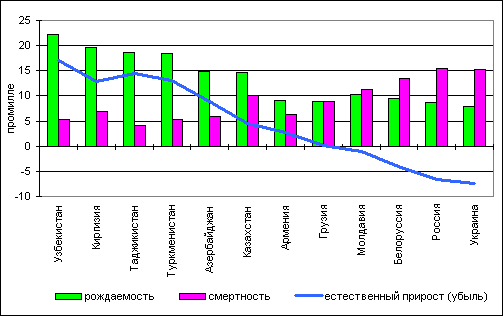 25
20
15
10
5
0
-5
-10
промилле
Узбекистан
Киргизия
Таджикистан
Туркменистан
Азербайджан
Казахстан
Армения
Грузия
Молдавия
Белоруссия
Россия
Украина
рождаемость смертность естественный прирост (убыль)